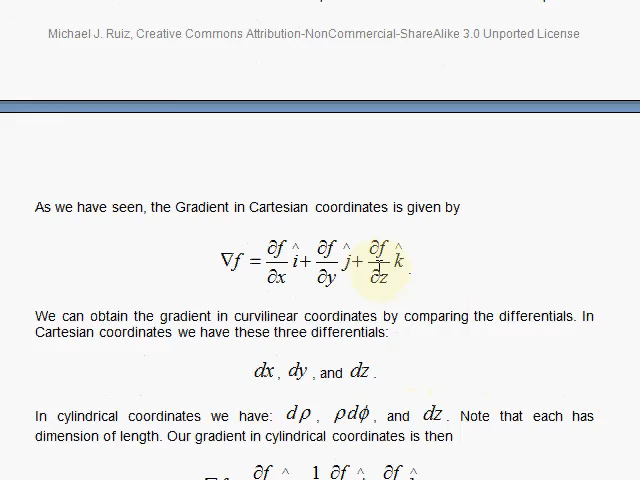 Michael J. Ruiz, Creative Commons Attribution-NonCommercial-ShareAlike 3.0 Unported License
As we have seen, the Gradient in Cartesian coordinates is given by
∇f = ∂f/∂x î + ∂f/∂y ĵ + ∂f/∂z k̂ .
We can obtain the gradient in curvilinear coordinates by comparing the differentials. In
Cartesian coordinates we have these three differentials:
dx , dy , and dz .
In cylindrical coordinates we have: dρ , ρdϕ , and dz . Note that each has
dimension of length. Our gradient in cylindrical coordinates is then